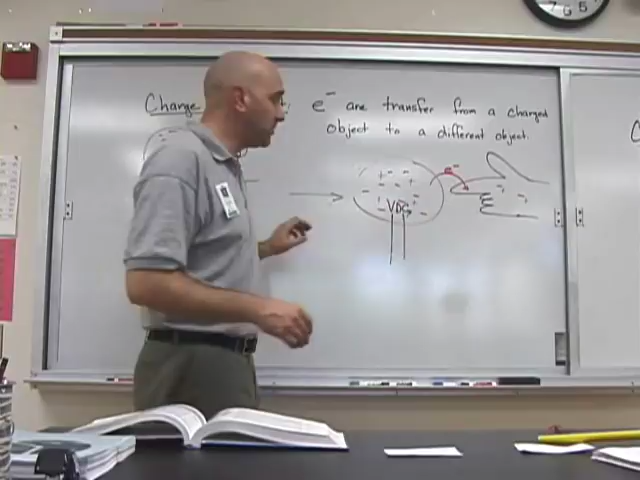 Charge
e⁻ are transfer from a charged
object to a different object.
e⁻
VDG